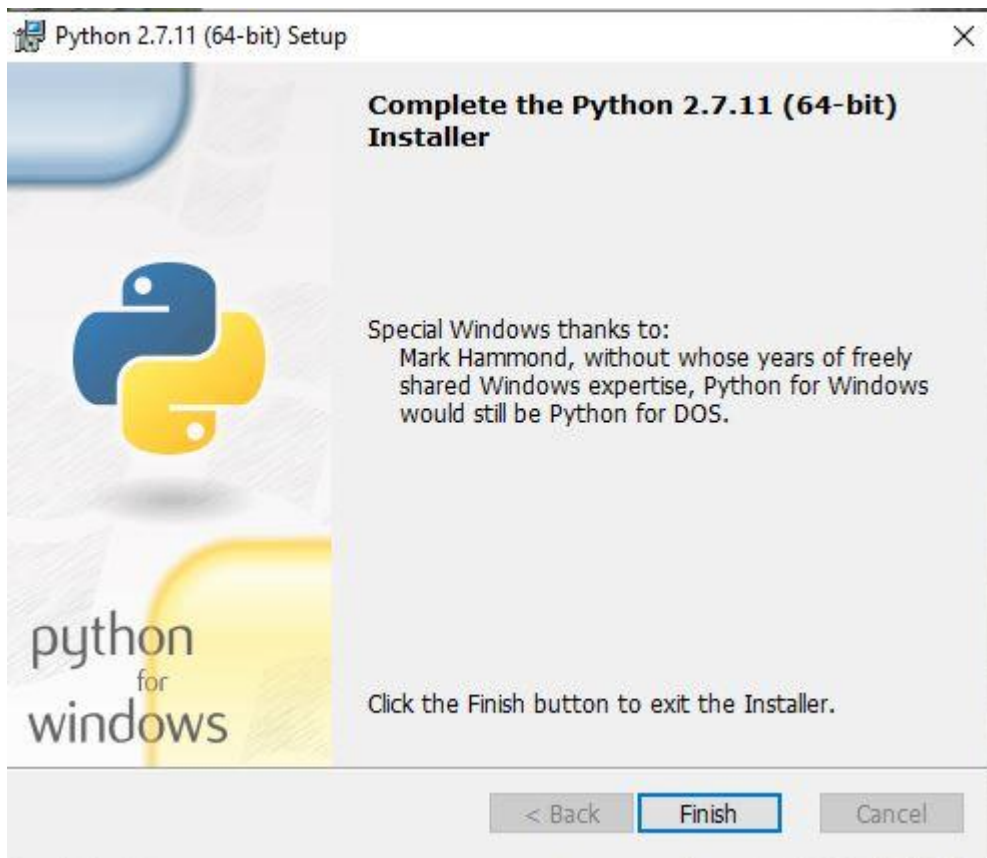 Python 2.7.11 (64-bit) Setup
Complete the Python 2.7.11 (64-bit)
Installer
Special Windows thanks to:
Mark Hammond, without whose years of freely
shared Windows expertise, Python for Windows
would still be Python for DOS.
python
for
windows
Click the Finish button to exit the Installer.
< Back
Finish
Cancel